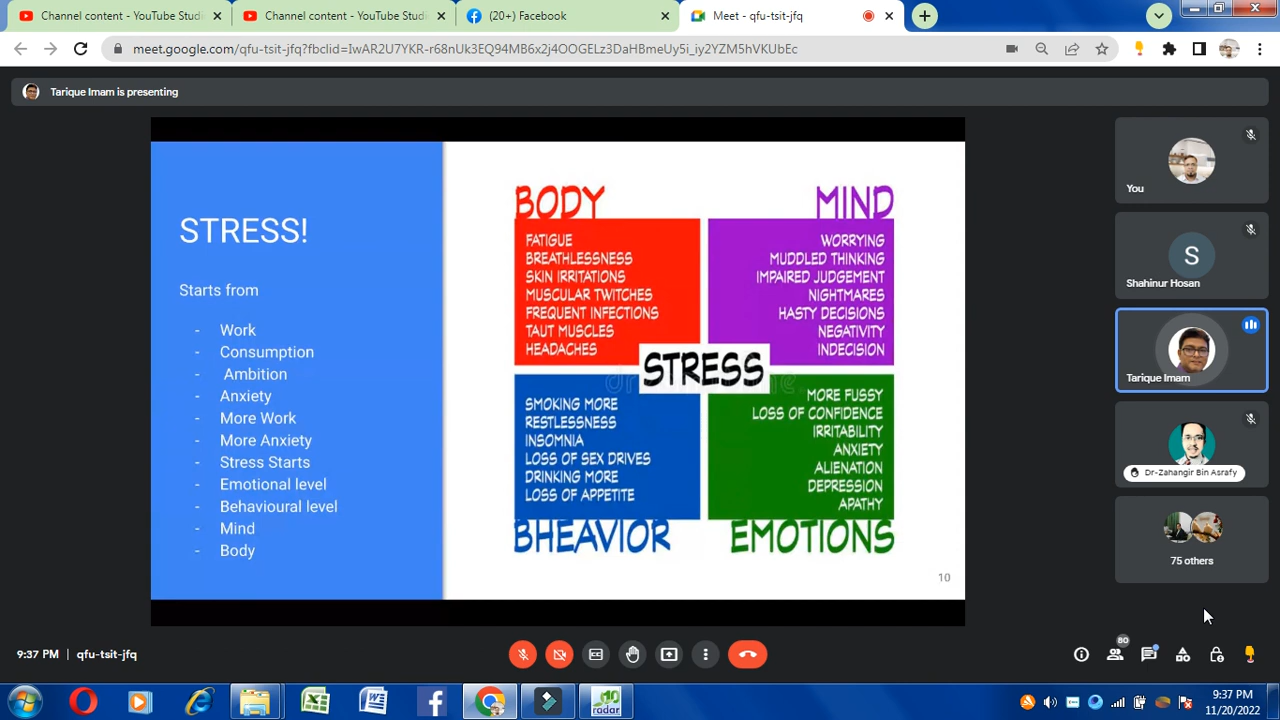 Channel content - YouTube Studi
Channel content - YouTube Studi
(20+) Facebook
Meet - qfu-tsit-jfq
meet.google.com/qfu-tsit-jfq?fbclid=IwAR2U7YKR-r68nUk3EQ94MB6x2j4OOGELz3DaHBmeUy5i_iy2YZM5hVKUbEc
Tarique Imam is presenting
STRESS!
Starts from
- Work
- Consumption
- Ambition
- Anxiety
- More Work
- More Anxiety
- Stress Starts
- Emotional level
- Behavioural level
- Mind
- Body
BODY
FATIGUE
BREATHLESSNESS
SKIN IRRITATIONS
MUSCULAR TWITCHES
FREQUENT INFECTIONS
TAUT MUSCLES
HEADACHES
MIND
WORRYING
MUDDLED THINKING
IMPAIRED JUDGEMENT
NIGHTMARES
HASTY DECISIONS
NEGATIVITY
INDECISION
STRESS
SMOKING MORE
RESTLESSNESS
INSOMNIA
LOSS OF SEX DRIVES
DRINKING MORE
LOSS OF APPETITE
BHEAVIOR
MORE FUSSY
LOSS OF CONFIDENCE
IRRITABILITY
ANXIETY
ALIENATION
DEPRESSION
APATHY
EMOTIONS
10
You
S
Shahinur Hosan
Tarique Imam
Dr-Zahangir Bin Asrafy
75 others
9:37 PM | qfu-tsit-jfq
80
radar
9:37 PM
11/20/2022